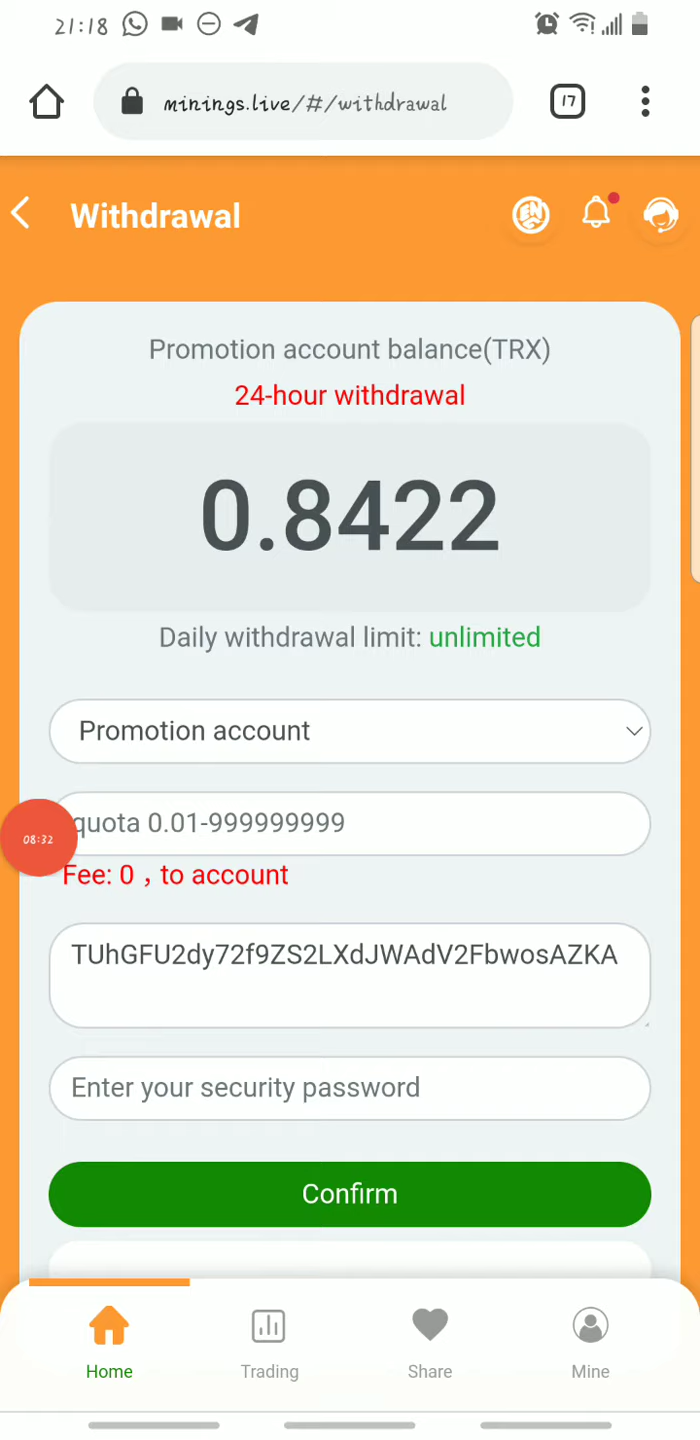 21:18
minings.live/#/withdrawal
17
Withdrawal
EN
Promotion account balance(TRX)
24-hour withdrawal
0.8422
Daily withdrawal limit: unlimited
Promotion account
quota 0.01-999999999
08:32
Fee: 0 , to account
TUhGFU2dy72f9ZS2LXdJWAdV2FbwosAZKA
Enter your security password
Confirm
Home
Trading
Share
Mine